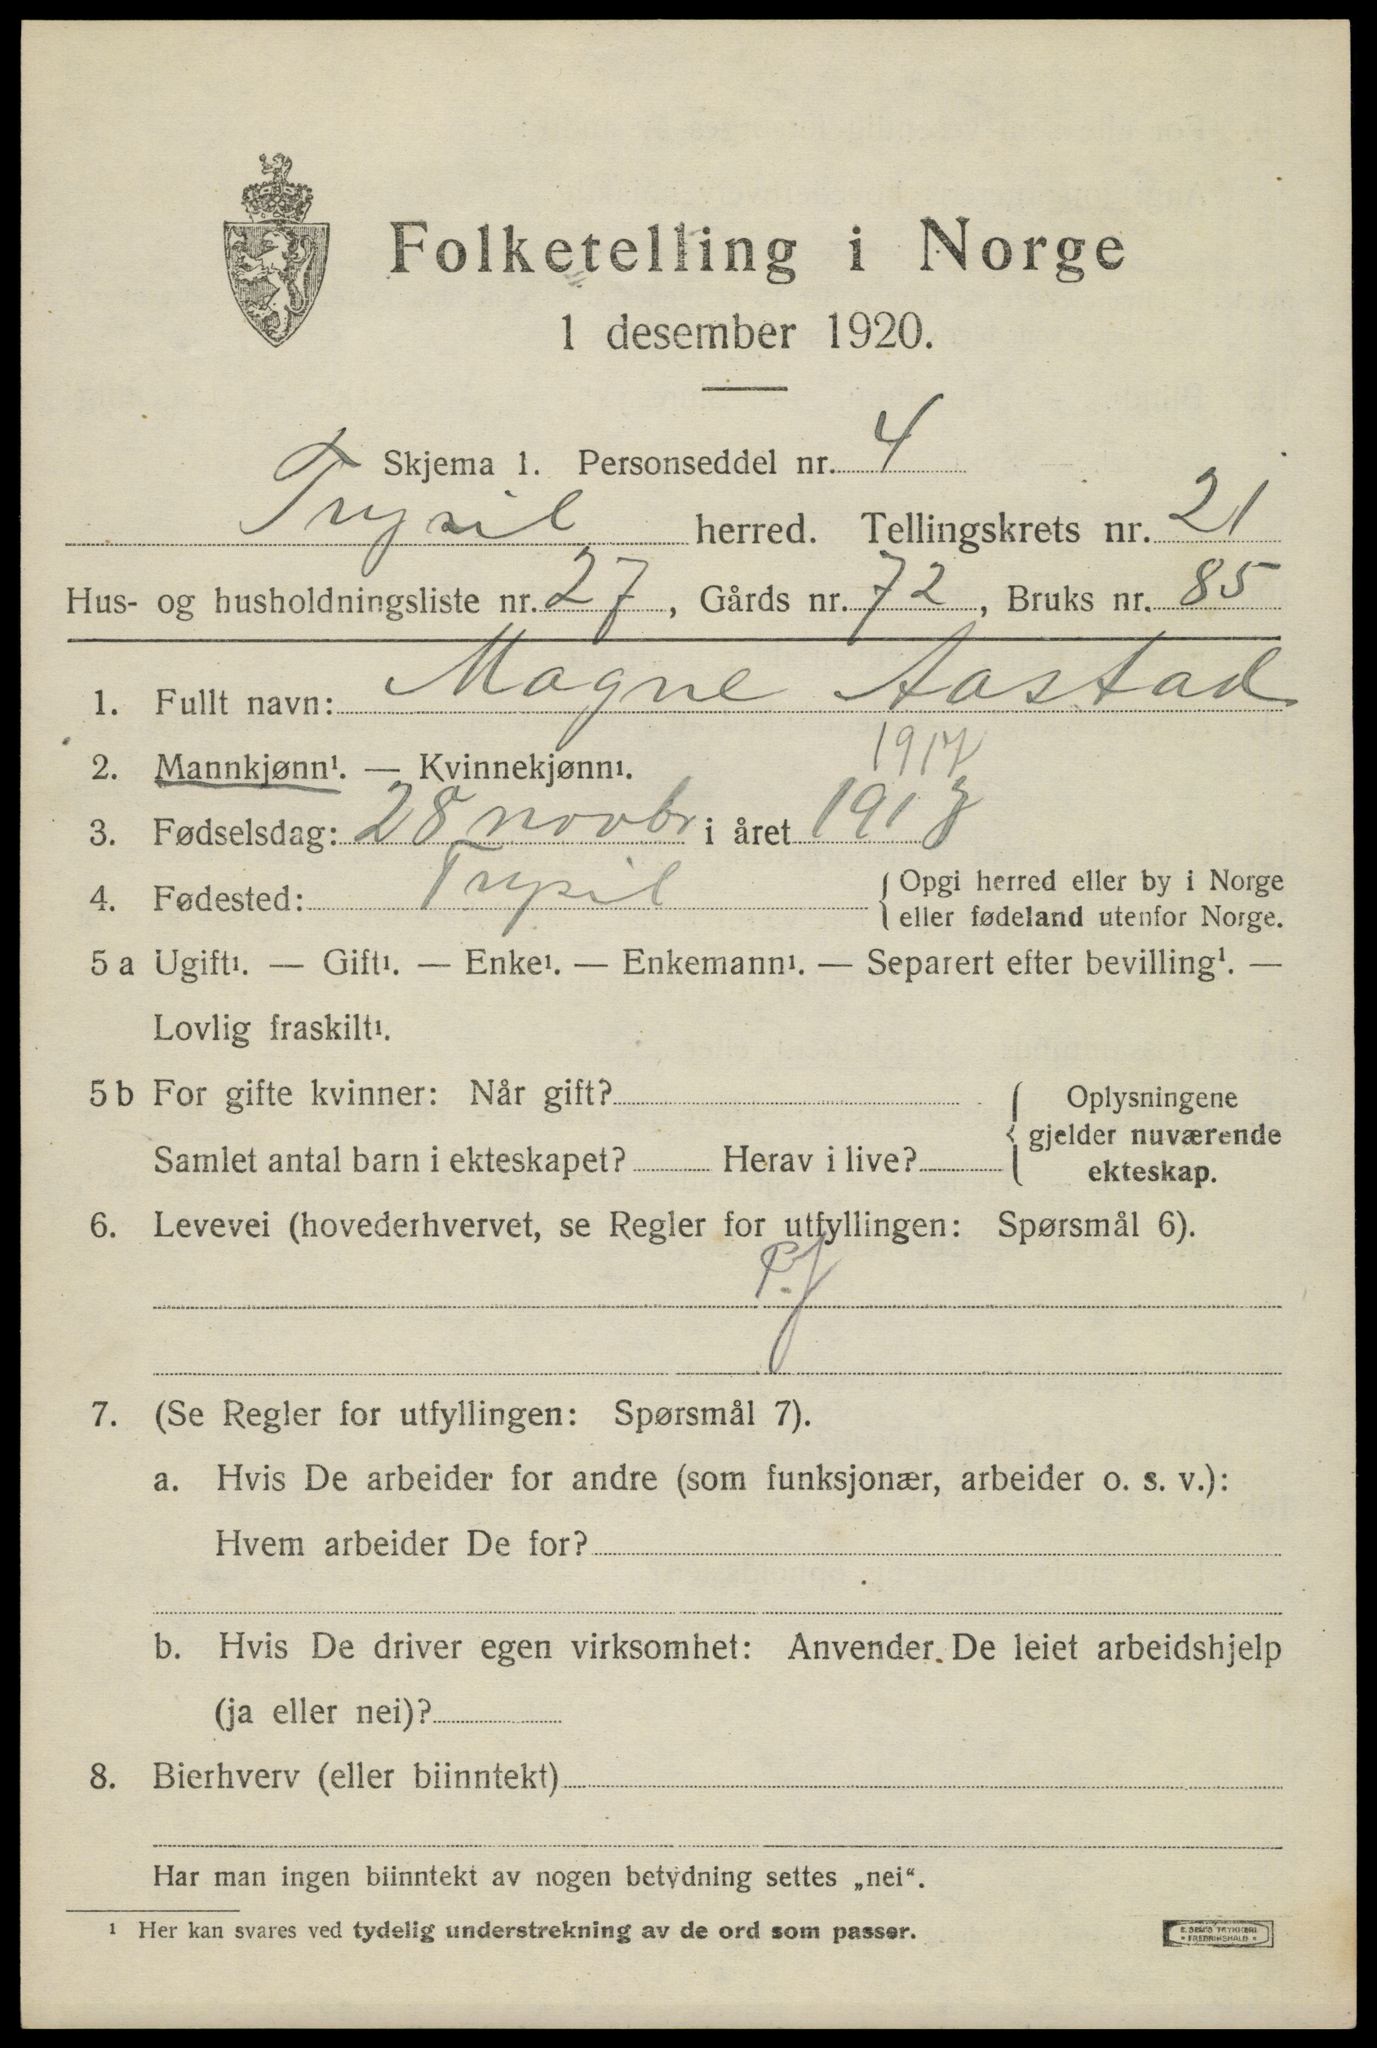 Folketelling i Norge
1 desember 1920.
Skjema 1. Personseddel nr. 4
Trysil herred. Tellingskrets nr. 21
Hus- og husholdningsliste nr. 27, Gårds nr. 72, Bruks nr. 85
1. Fullt navn: Magne Aastad
2. Mannkjønn¹. — Kvinnekjønn¹.
1917
3. Fødselsdag: 28 novbr i året 1917
4. Fødested: Trysil
{ Opgi herred eller by i Norge
eller fødeland utenfor Norge.
5 a Ugift¹. — Gift¹. — Enke¹. — Enkemann¹. — Separert efter bevilling¹. —
Lovlig fraskilt¹.
5 b For gifte kvinner: Når gift?
Samlet antal barn i ekteskapet? Herav i live?
{ Oplysningene
gjelder nuværende
ekteskap.
6. Levevei (hovederhvervet, se Regler for utfyllingen: Spørsmål 6).
7. (Se Regler for utfyllingen: Spørsmål 7).
a. Hvis De arbeider for andre (som funksjonær, arbeider o. s. v.):
Hvem arbeider De for?
b. Hvis De driver egen virksomhet: Anvender De leiet arbeidshjelp
(ja eller nei)?
8. Bierhverv (eller biinntekt)
Har man ingen biinntekt av nogen betydning settes „nei“.
¹ Her kan svares ved tydelig understrekning av de ord som passer.
E. SEMS TRYKKERI
• FREDRIKSHALD •